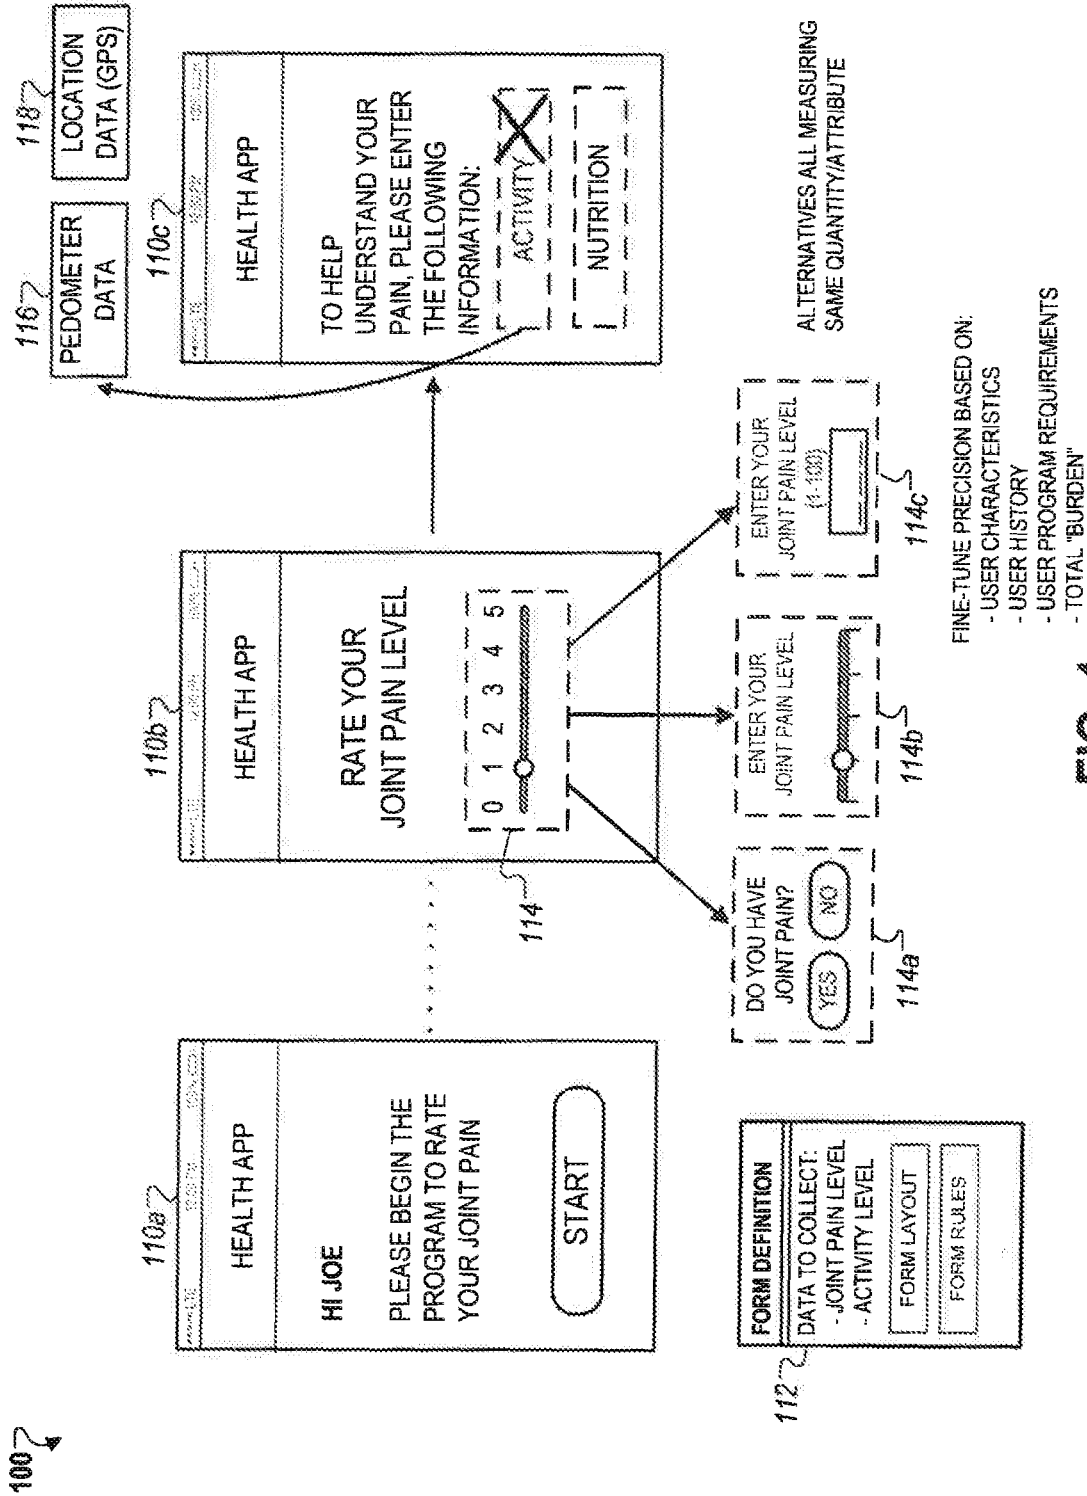 100
110a
HEALTH APP
HI JOE
PLEASE BEGIN THE
PROGRAM TO RATE
YOUR JOINT PAIN
START
110b
HEALTH APP
RATE YOUR
JOINT PAIN LEVEL
0 1 2 3 4 5
114
116
PEDOMETER
DATA
118
LOCATION
DATA (GPS)
110c
HEALTH APP
TO HELP
UNDERSTAND YOUR
PAIN, PLEASE ENTER
THE FOLLOWING
INFORMATION:
ACTIVITY
NUTRITION
112
FORM DEFINITION
DATA TO COLLECT:
- JOINT PAIN LEVEL
- ACTIVITY LEVEL
FORM LAYOUT
FORM RULES
DO YOU HAVE
JOINT PAIN?
YES NO
114a
ENTER YOUR
JOINT PAIN LEVEL
114b
ENTER YOUR
JOINT PAIN LEVEL
(1-100)
114c
ALTERNATIVES ALL MEASURING
SAME QUANTITY/ATTRIBUTE
FINE-TUNE PRECISION BASED ON:
- USER CHARACTERISTICS
- USER HISTORY
- USER PROGRAM REQUIREMENTS
- TOTAL "BURDEN"